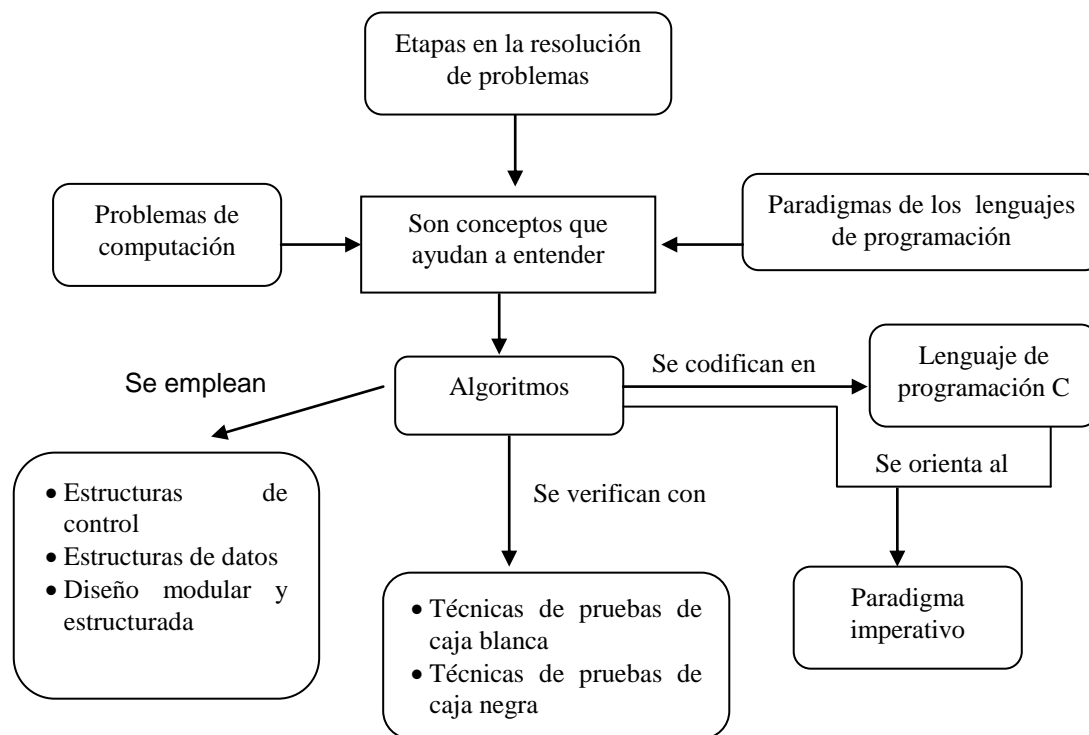 Etapas en la resolución
de problemas
Problemas de
computación
Son conceptos que
ayudan a entender
Paradigmas de los lenguajes
de programación
Se emplean
Algoritmos
Se codifican en
Lenguaje de
programación C
Se orienta al
• Estructuras de
control
• Estructuras de datos
• Diseño modular y
estructurada
Se verifican con
• Técnicas de pruebas de
caja blanca
• Técnicas de pruebas de
caja negra
Paradigma
imperativo